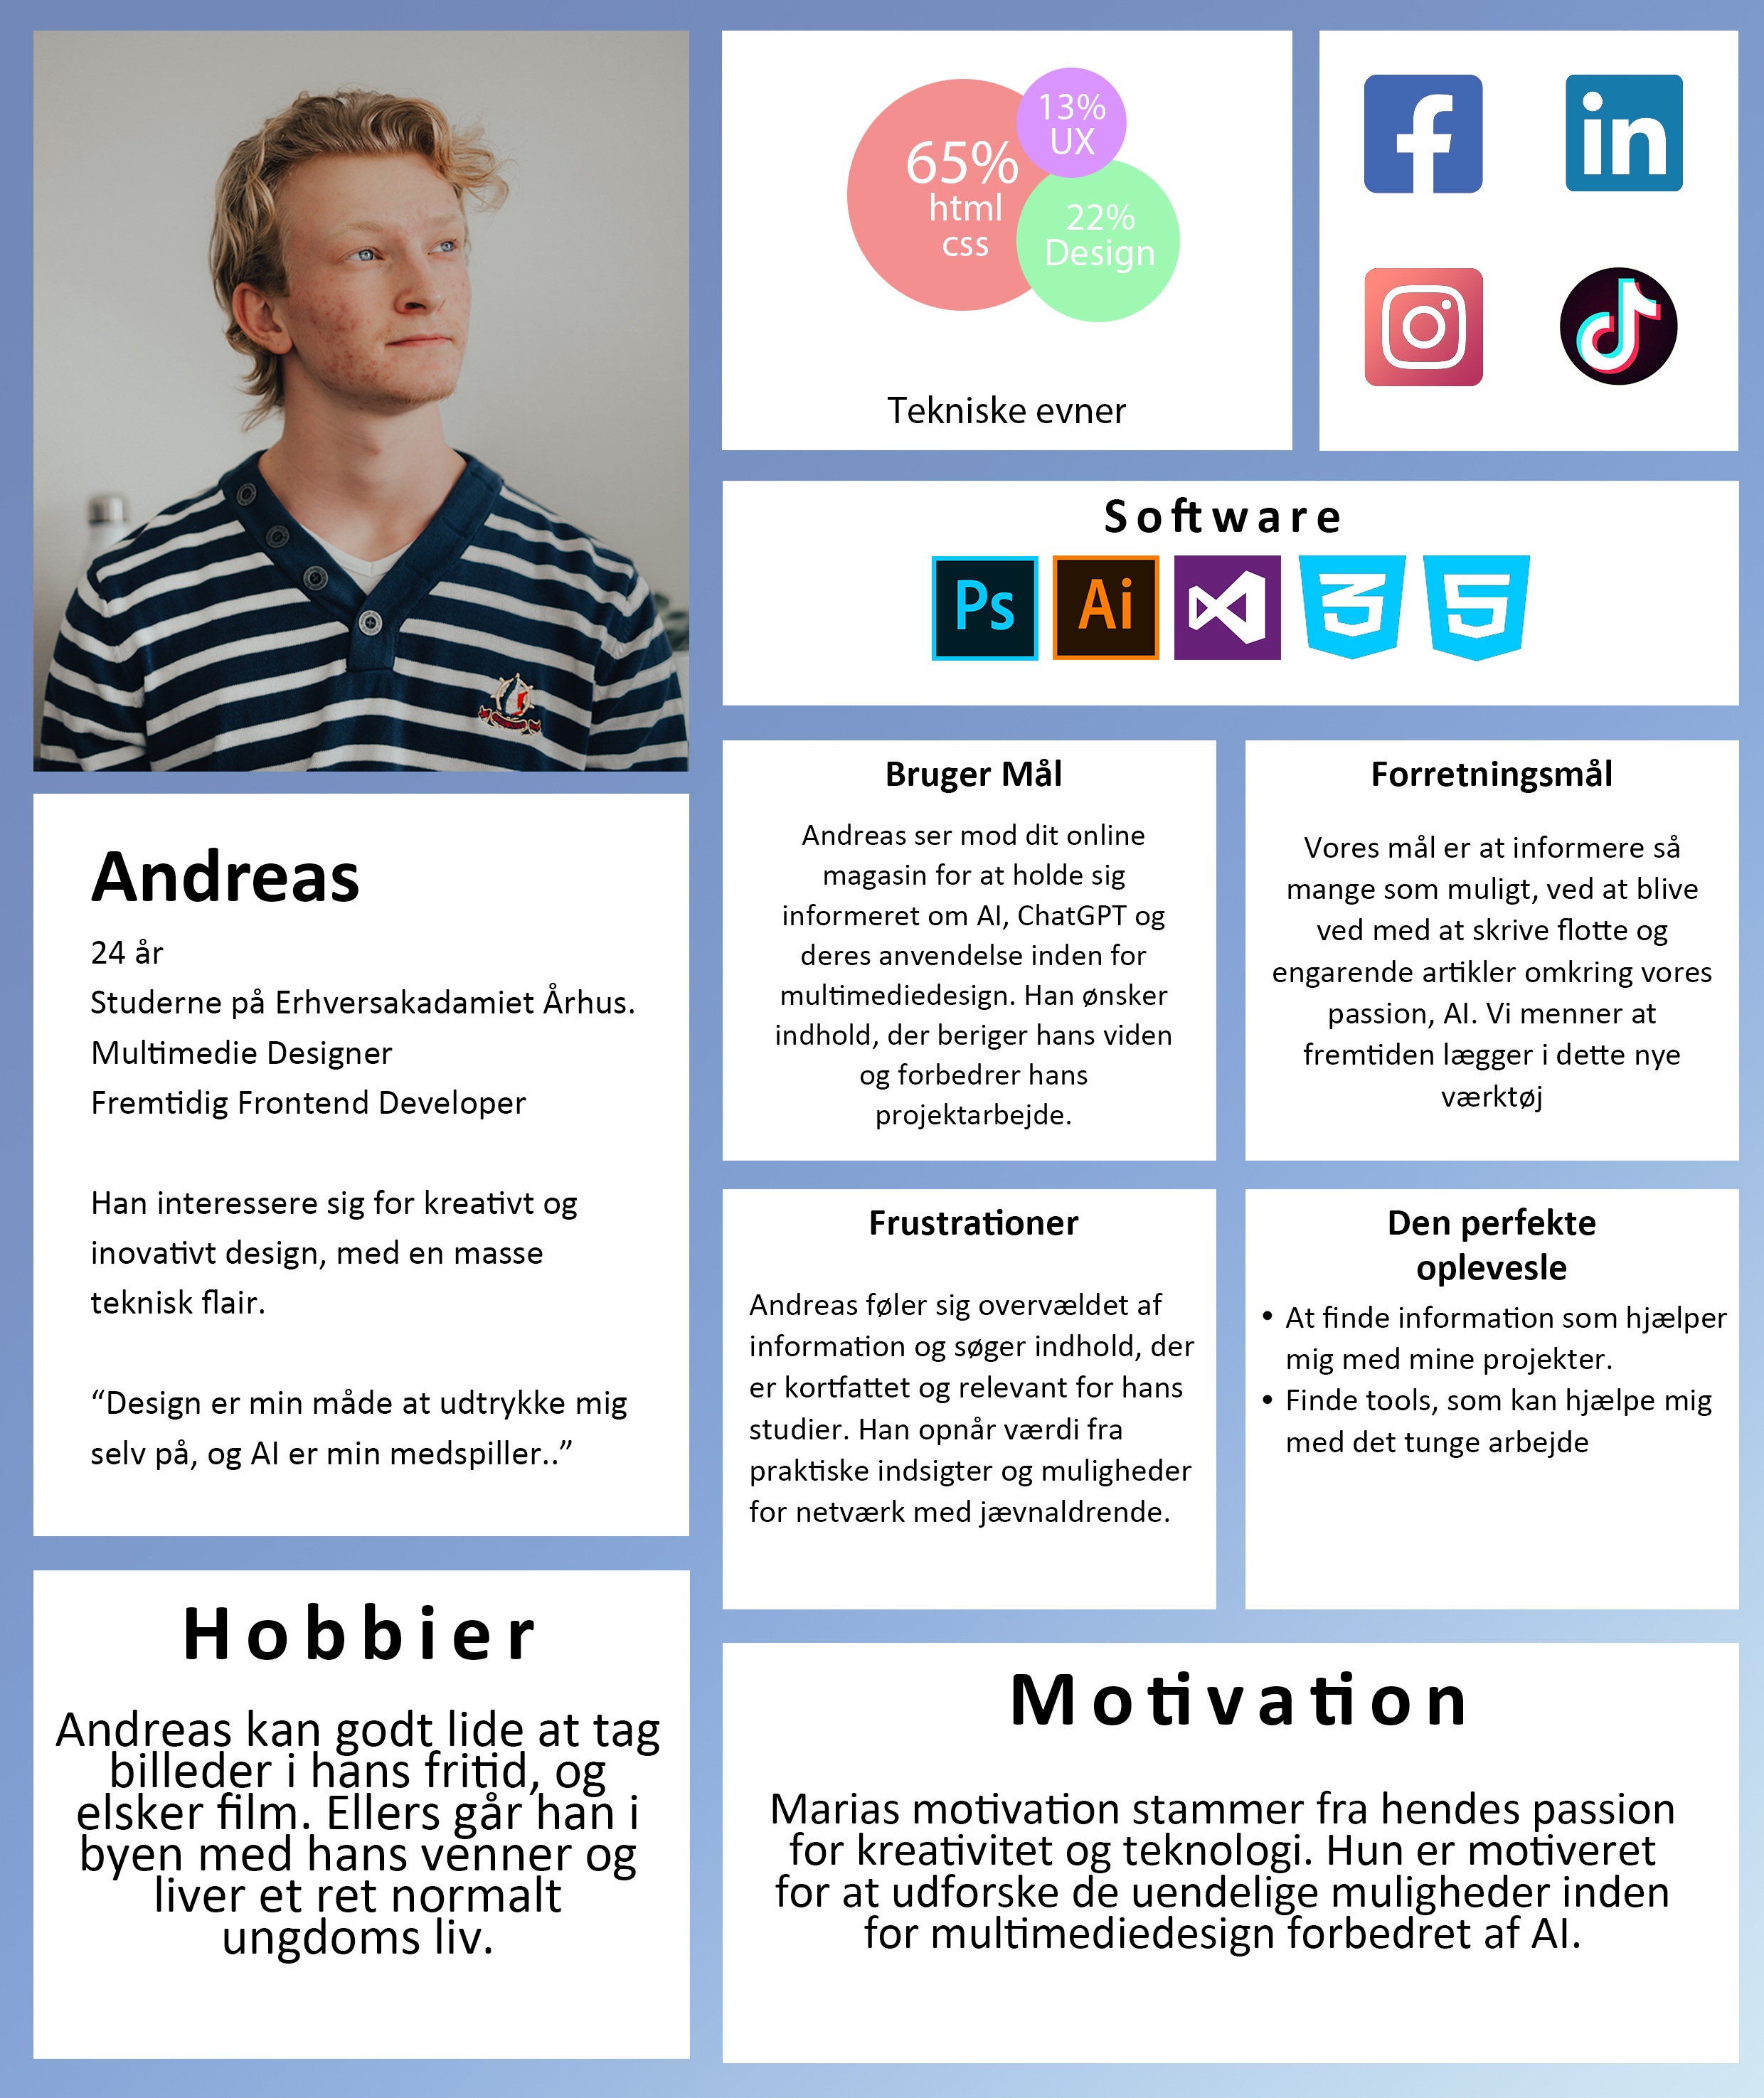 Andreas
24 år
Studerne på Erhversakadamiet Århus.
Multimedie Designer
Fremtidig Frontend Developer
Han interessere sig for kreativt og
inovativt design, med en masse
teknisk flair.
“Design er min måde at udtrykke mig
selv på, og AI er min medspiller..”
Hobbier
Andreas kan godt lide at tag
billeder i hans fritid, og
elsker film. Ellers går han i
byen med hans venner og
liver et ret normalt
ungdoms liv.
65%
html
css
13%
UX
22%
Design
Tekniske evner
f
in
Software
Ps
Ai
3
5
Bruger Mål
Andreas ser mod dit online
magasin for at holde sig
informeret om AI, ChatGPT og
deres anvendelse inden for
multimediedesign. Han ønsker
indhold, der beriger hans viden
og forbedrer hans
projektarbejde.
Forretningsmål
Vores mål er at informere så
mange som muligt, ved at blive
ved med at skrive flotte og
engarende artikler omkring vores
passion, AI. Vi menner at
fremtiden lægger i dette nye
værktøj
Frustrationer
Andreas føler sig overvældet af
information og søger indhold, der
er kortfattet og relevant for hans
studier. Han opnår værdi fra
praktiske indsigter og muligheder
for netværk med jævnaldrende.
Den perfekte
oplevesle
• At finde information som hjælper
mig med mine projekter.
• Finde tools, som kan hjælpe mig
med det tunge arbejde
Motivation
Marias motivation stammer fra hendes passion
for kreativitet og teknologi. Hun er motiveret
for at udforske de uendelige muligheder inden
for multimediedesign forbedret af AI.